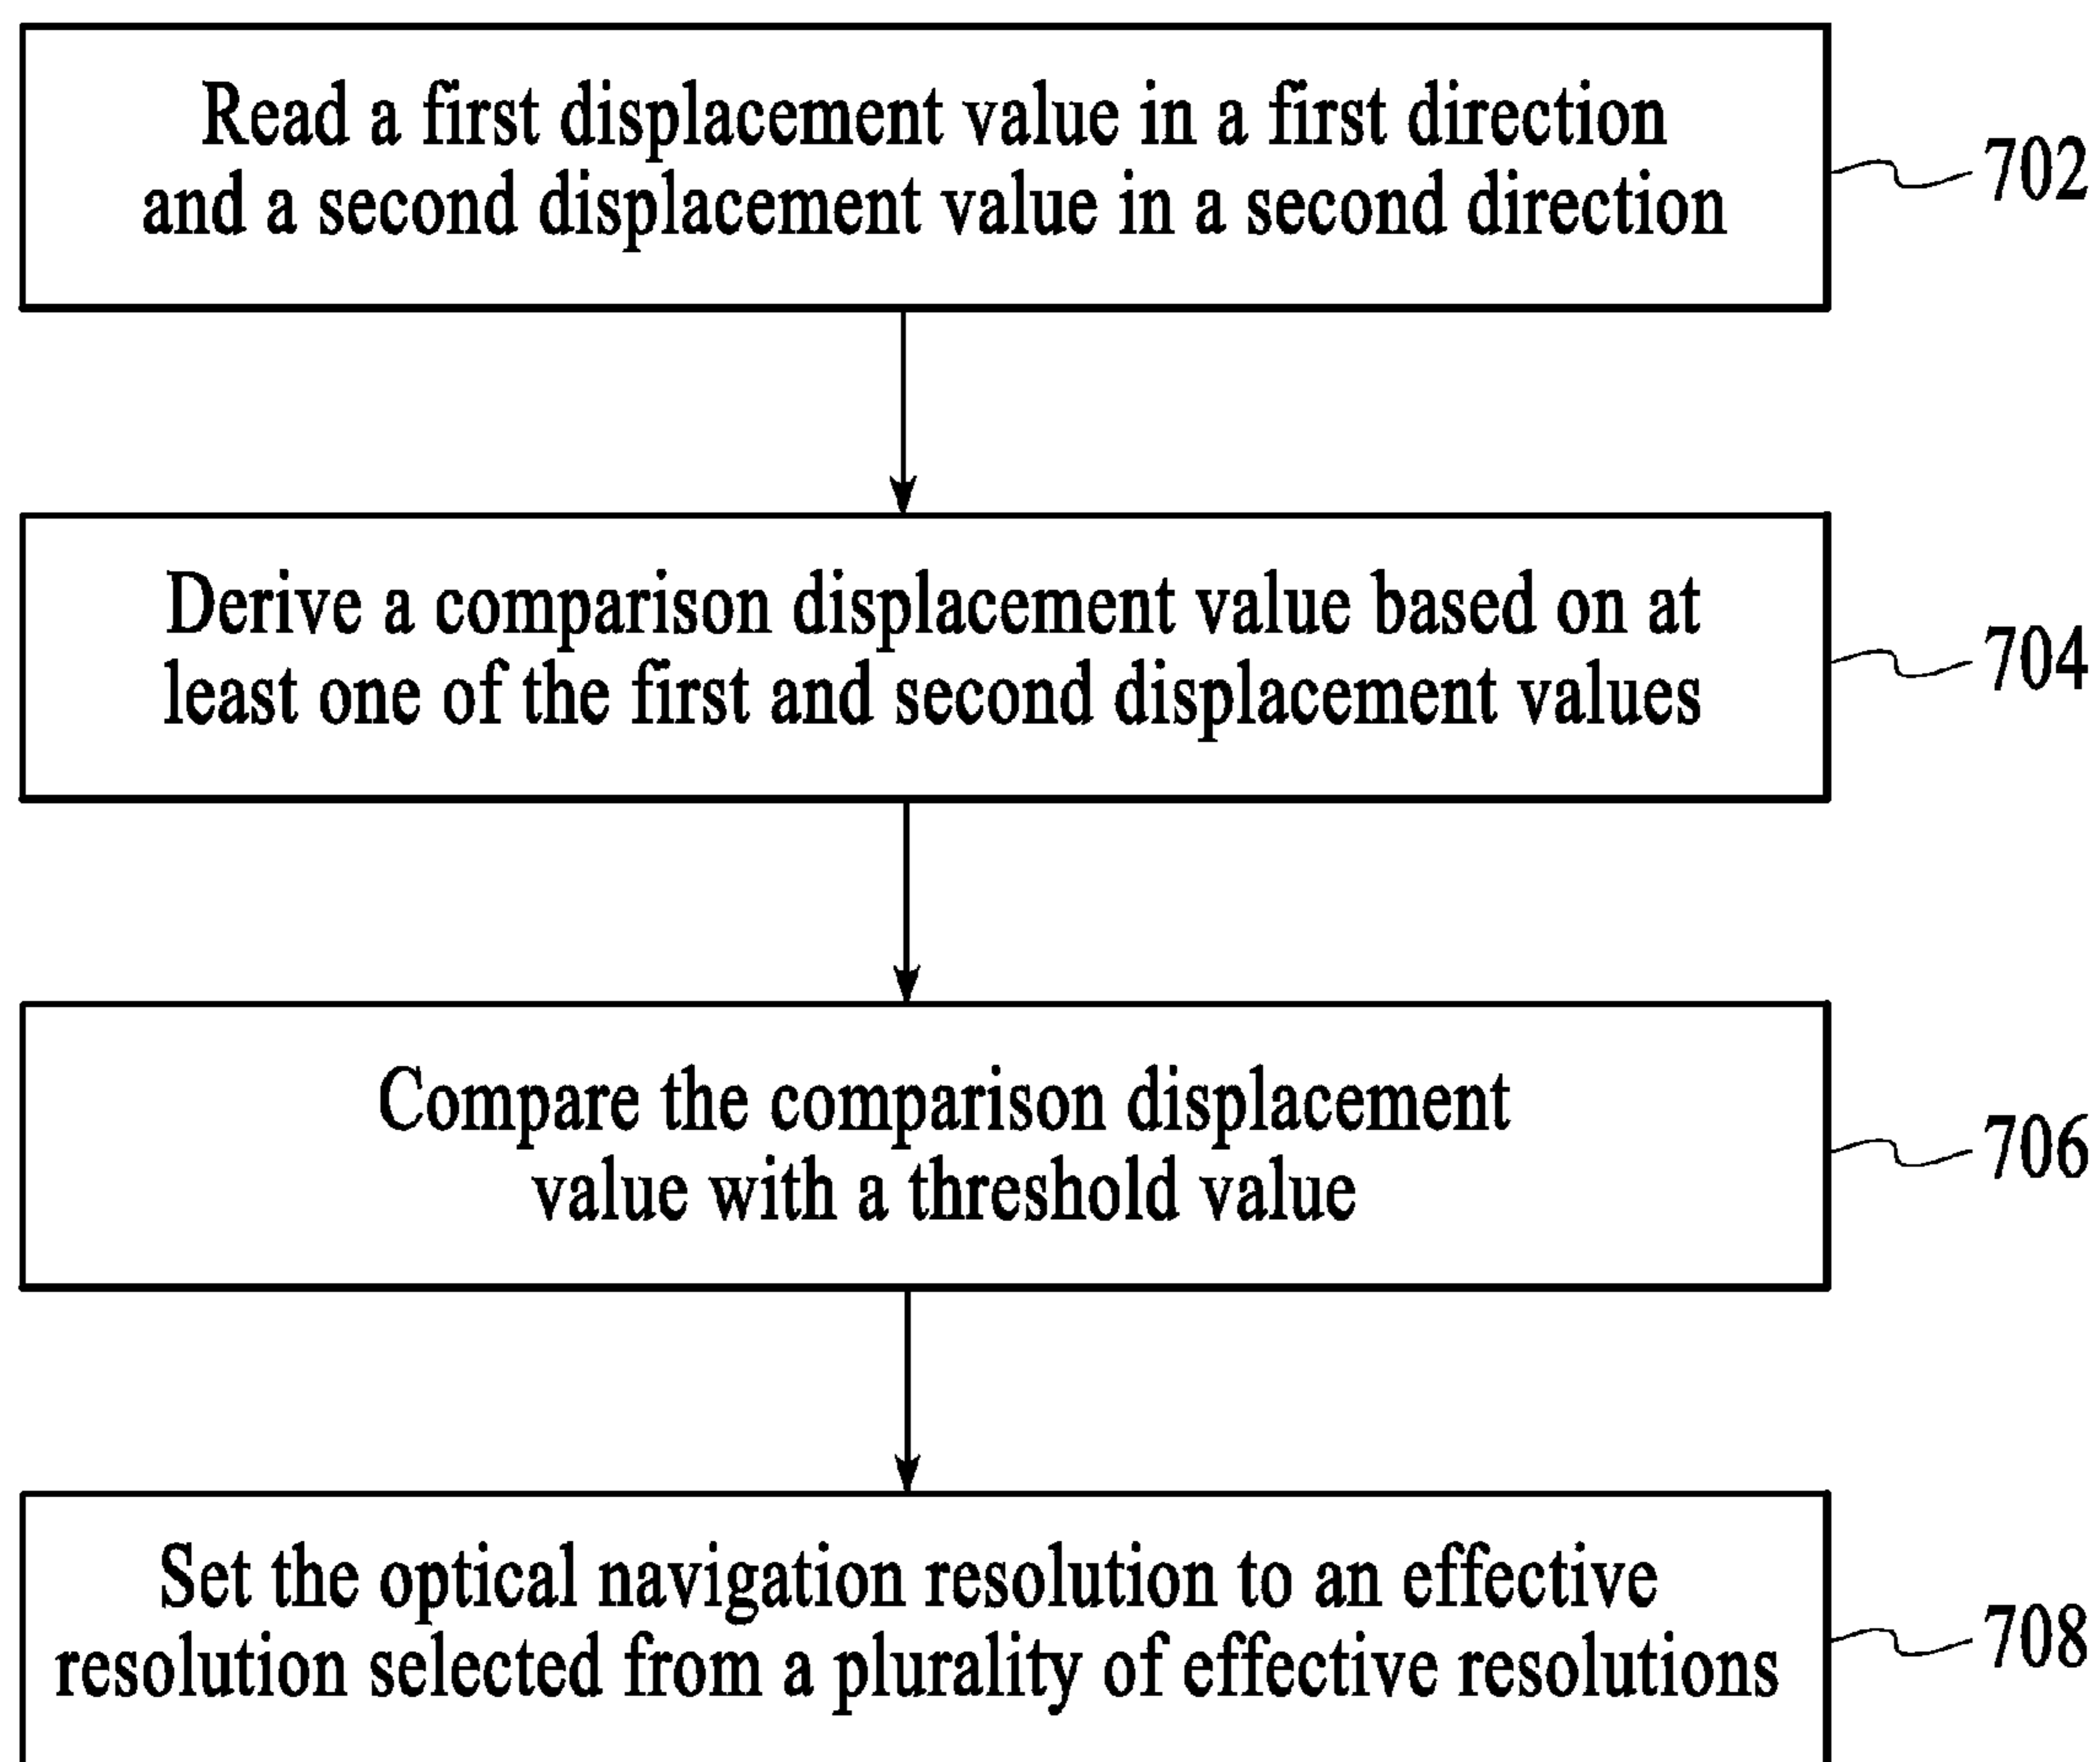 Read a first displacement value in a first direction
and a second displacement value in a second direction
702
Derive a comparison displacement value based on at
least one of the first and second displacement values
704
Compare the comparison displacement
value with a threshold value
706
Set the optical navigation resolution to an effective
resolution selected from a plurality of effective resolutions
708